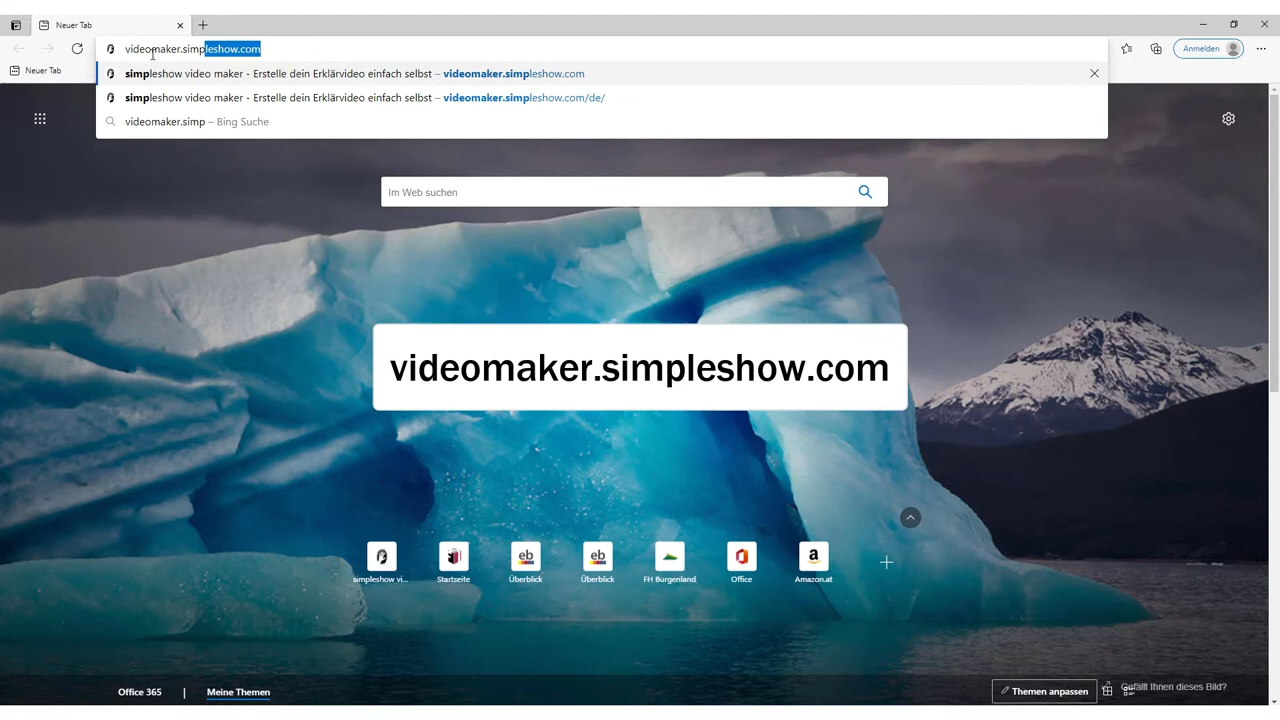 Neuer Tab
videomaker.simpleshow.com
Anmelden
Neuer Tab
simpleshow video maker - Erstelle dein Erklärvideo einfach selbst – videomaker.simpleshow.com
simpleshow video maker - Erstelle dein Erklärvideo einfach selbst – videomaker.simpleshow.com/de/
videomaker.simp – Bing Suche
Im Web suchen
videomaker.simpleshow.com
eb
eb
a
simpleshow vi...
Startseite
Überblick
Überblick
FH Burgenland
Office
Amazon.at
Office 365 | Meine Themen
Themen anpassen
Gefällt Ihnen dieses Bild?